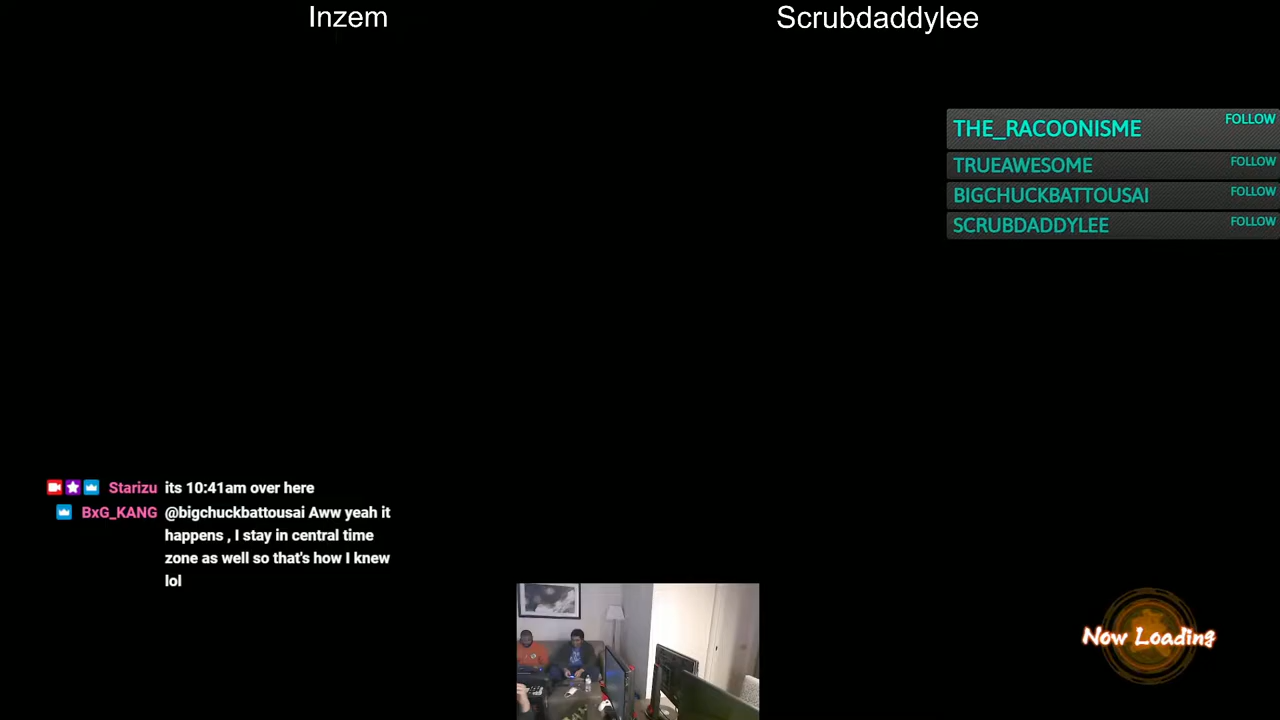 Inzem
Scrubdaddylee
THE_RACOONISME FOLLOW
TRUEAWESOME FOLLOW
BIGCHUCKBATTOUSAI FOLLOW
SCRUBDADDYLEE FOLLOW
Starizu its 10:41am over here
BxG_KANG @bigchuckbattousai Aww yeah it
happens , I stay in central time
zone as well so that's how I knew
lol
Now Loading